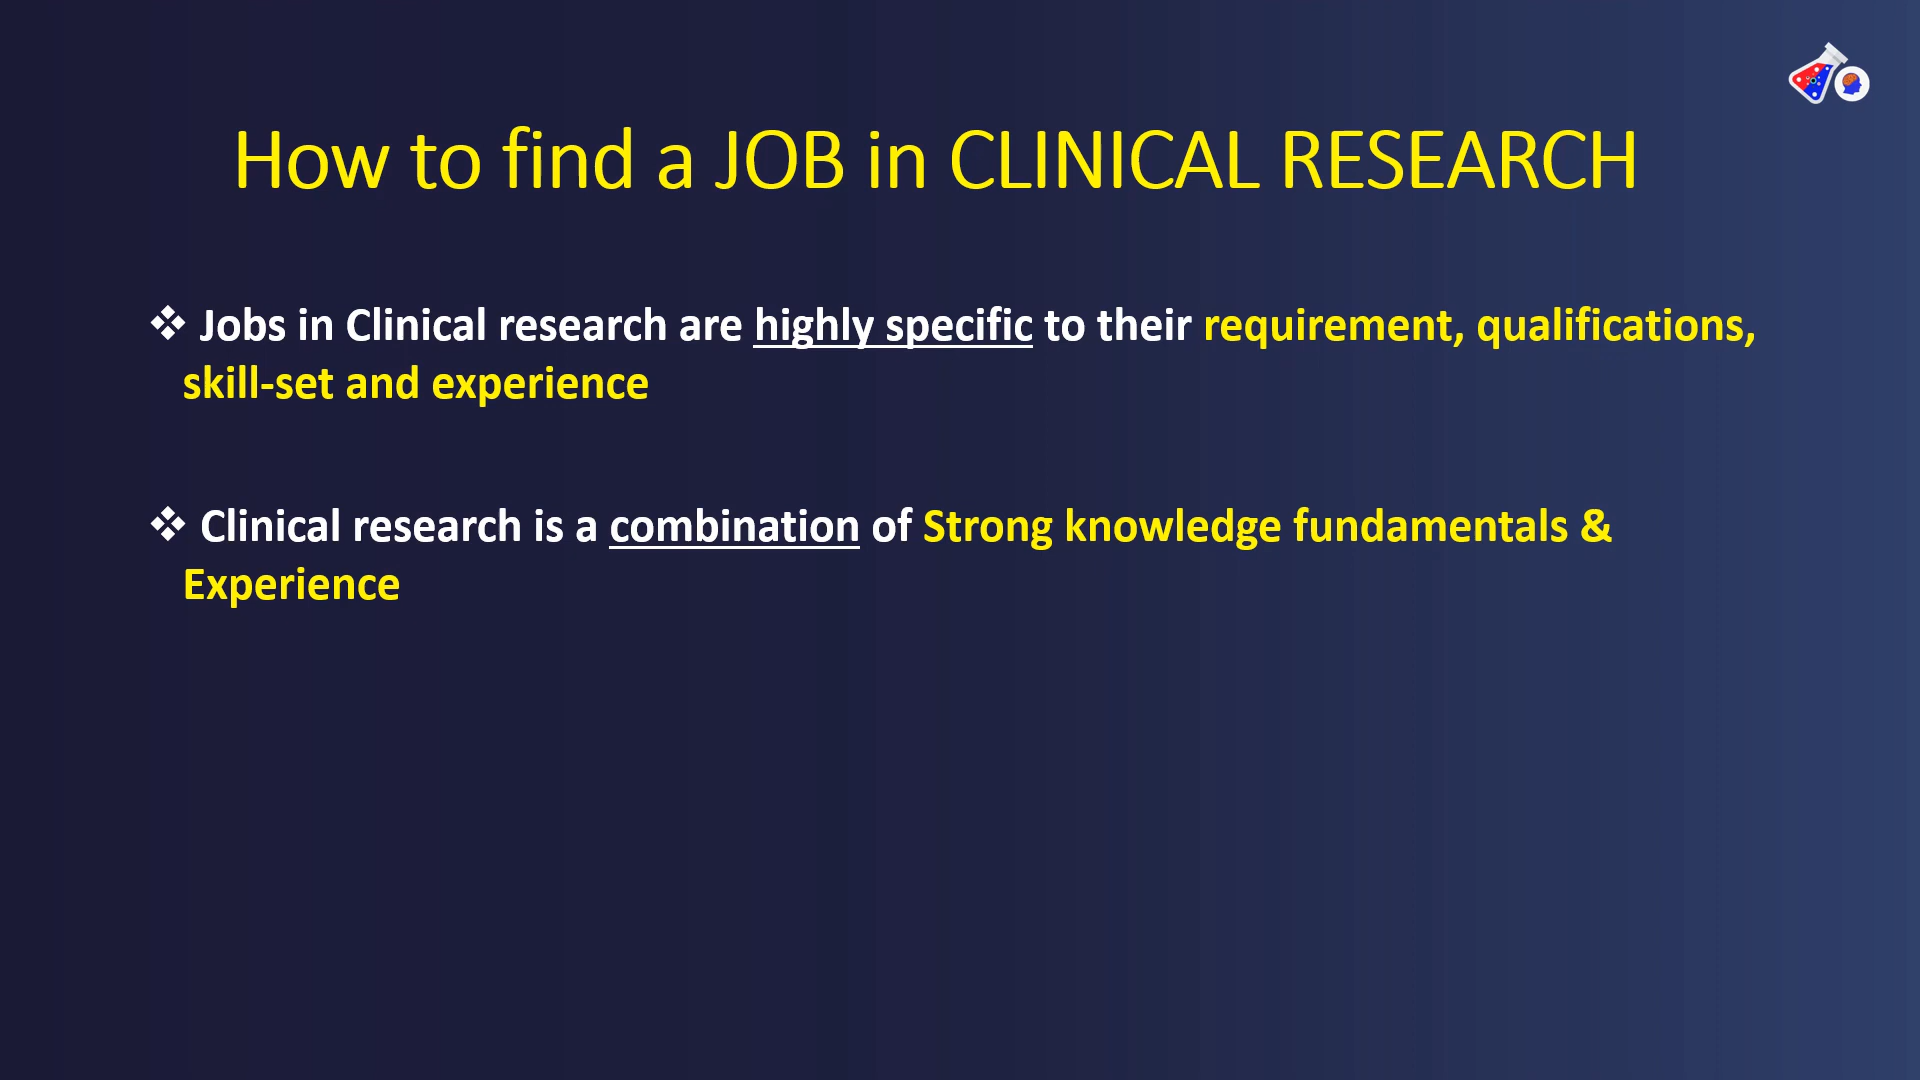 How to find a JOB in CLINICAL RESEARCH
❖ Jobs in Clinical research are highly specific to their requirement, qualifications,
skill-set and experience
❖ Clinical research is a combination of Strong knowledge fundamentals &
Experience